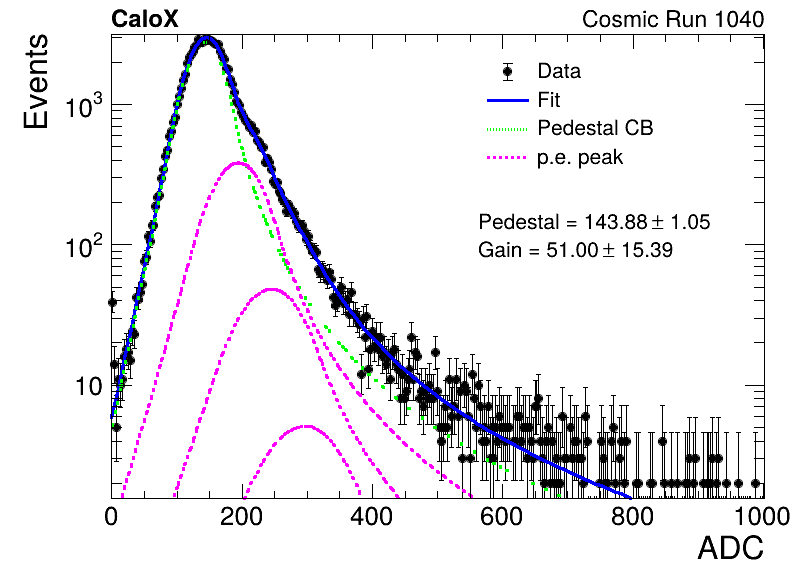 CaloX Cosmic Run 1040
Events
Data
Fit
Pedestal CB
p.e. peak
Pedestal = 143.88 ± 1.05
Gain = 51.00 ± 15.39
10³
10²
10
0 200 400 600 800 1000
ADC